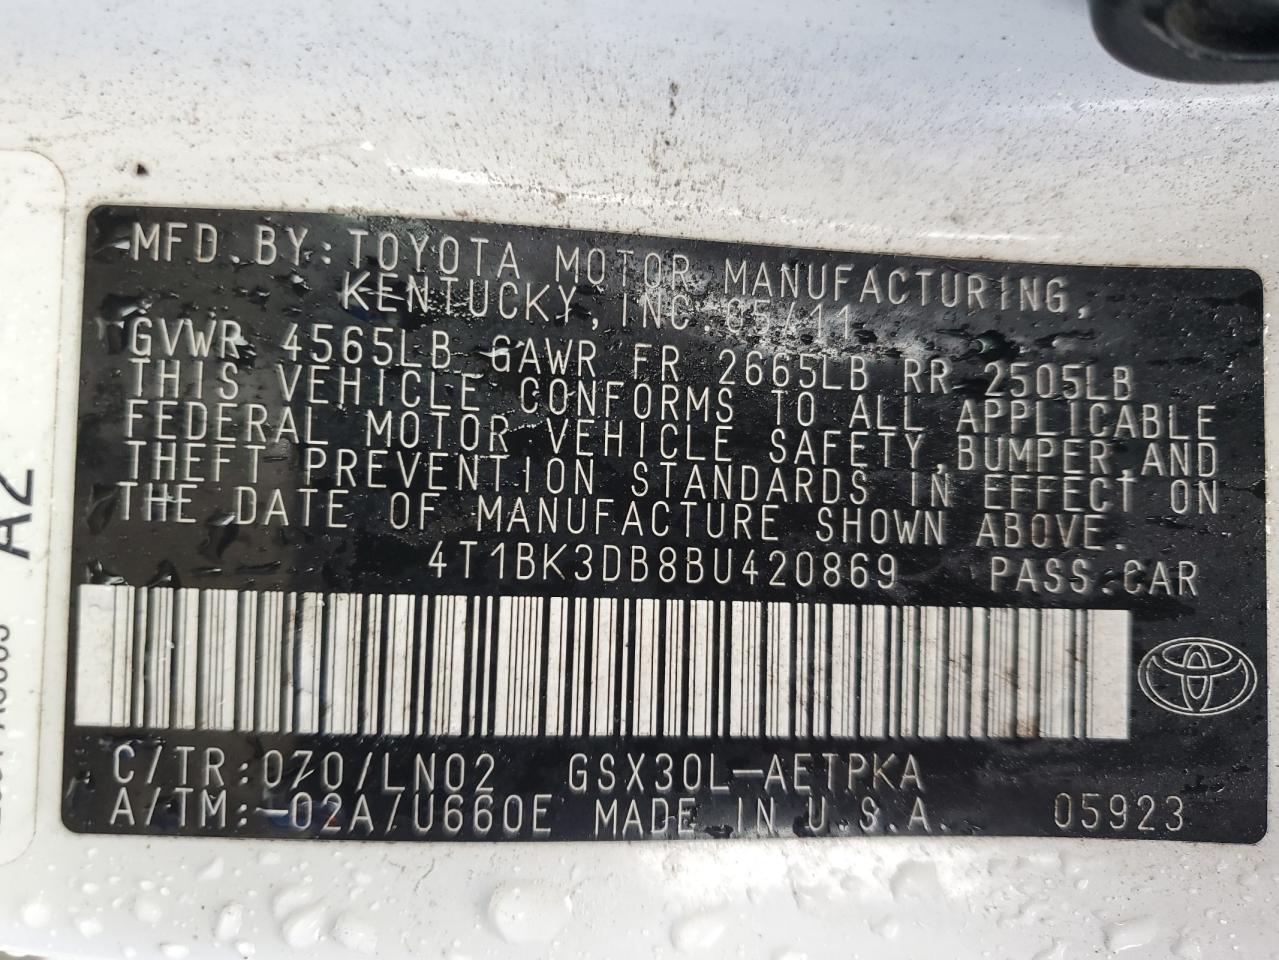 MFD.BY:TOYOTA MOTOR MANUFACTURING,
KENTUCKY, INC. 05/11
GVWR 4565LB GAWR FR 2665LB RR 2505LB
THIS VEHICLE CONFORMS TO ALL APPLICABLE
FEDERAL MOTOR VEHICLE SAFETY,BUMPER,AND
THEFT PREVENTION STANDARDS IN EFFECT ON
THE DATE OF MANUFACTURE SHOWN ABOVE.
4T1BK3DB8BU420869 PASS.CAR
C/TR:070/LN02 GSX30L-AETPKA
A/TM:-02A/U660E MADE IN U.S.A. 05923
A2